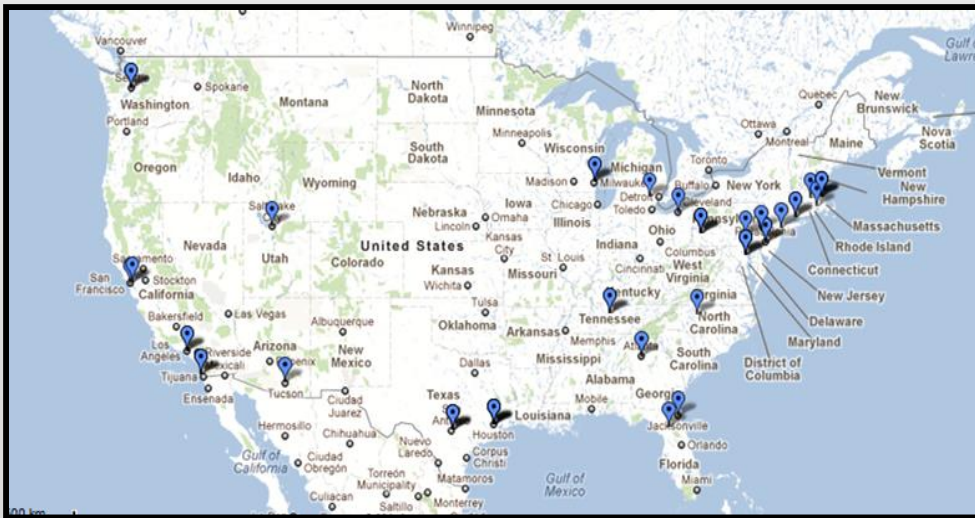 Winnipeg
Gulf of
Vancouver
Quebec
New
Brunswick
Spokane
Washington
Montana
North
Dakota
Ottawa
Montreal
Maine
Nova
Scotia
Portland
Minnesota
Minneapolis
Toronto
Oregon
South
Dakota
Wisconsin
Michigan
Vermont
Idaho
Wyoming
Madison
Milwauke
Buffalo
New York
New
Hampshire
Iowa
Chicago
Detroit
Toledo
Cleveland
Massachusetts
Nebraska
Lincoln
Omaha
Illinois
Rhode Island
Nevada
Utah
United States
Colorado
Kansas
City
Indiana
Ohio
Columbus
Connecticut
San
Francisco
Stockton
California
Kansas
Wichita
Missouri
St Louis
Cincinnati
West
Virginia
New Jersey
Las Vegas
Tulsa
Delaware
Bakersfield
Albuquerque
Oklahoma
Arkansas
Tennessee
North
Carolina
Maryland
Los
Angeles
Riverside
Arizona
New
Mexico
Memphis
District of
Columbia
Mississippi
South
Carolina
Tijuana
Dallas
Alabama
Ensenada
Tucson
Ciudad
Juarez
Texas
Mobile
Louisiana
Jacksonville
Hermosillo
Chihuahua
Houston
Orlando
Gulf of
California
Ciudad
Obregón
Nuevo
Laredo
Corpus
Christi
Florida
Torreón
Municipality
Matamoros
Gulf of
Mexico
Miami
Culiacan
Saltillo
Monterrey